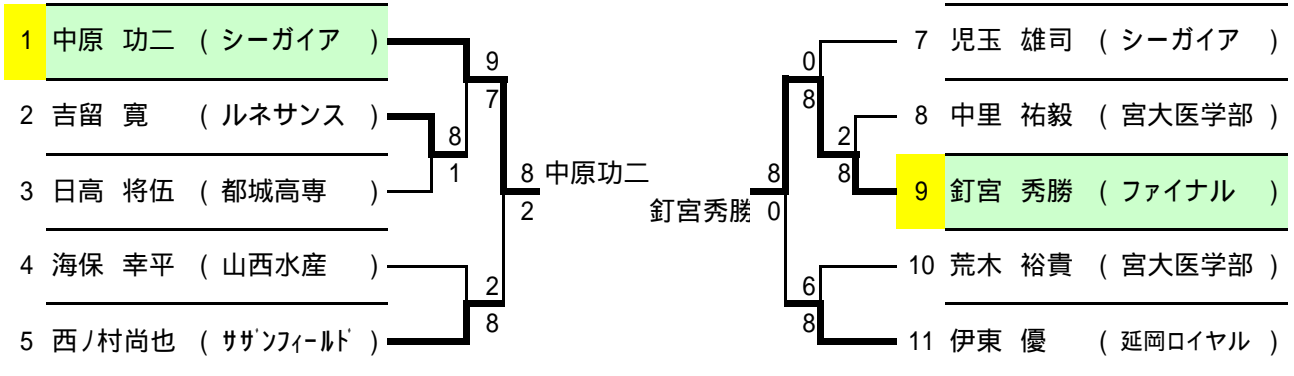 1 中原 功二 ( シーガイア )
9
7
2 吉留 寛 ( ルネサンス )
8
1
3 日高 将伍 ( 都城高専 )
8 中原功二
2
4 海保 幸平 ( 山西水産 )
2
8
5 西ノ村尚也 ( ｻｻﾞﾝﾌｨｰﾙﾄﾞ )
7 児玉 雄司 ( シーガイア )
0
8
8 中里 祐毅 ( 宮大医学部 )
2
8
9 釘宮 秀勝 ( ファイナル )
8
釘宮秀勝 0
10 荒木 裕貴 ( 宮大医学部 )
6
8
11 伊東 優 ( 延岡ロイヤル )